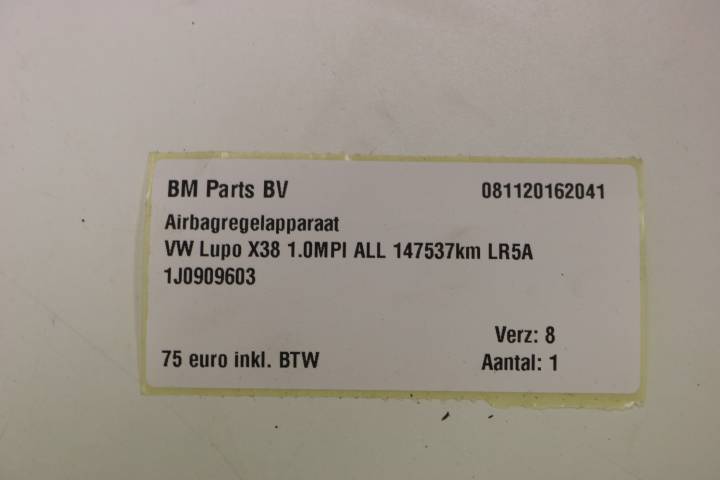 BM Parts BV 081120162041
Airbagregelapparaat
VW Lupo X38 1.0MPI ALL 147537km LR5A
1J0909603
Verz: 8
75 euro inkl. BTW Aantal: 1